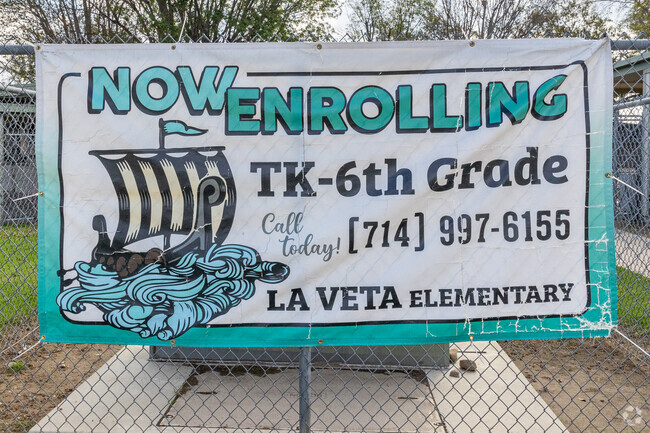 NOW
ENROLLING
TK-6th Grade
Call today! [714] 997-6155
LA VETA ELEMENTARY